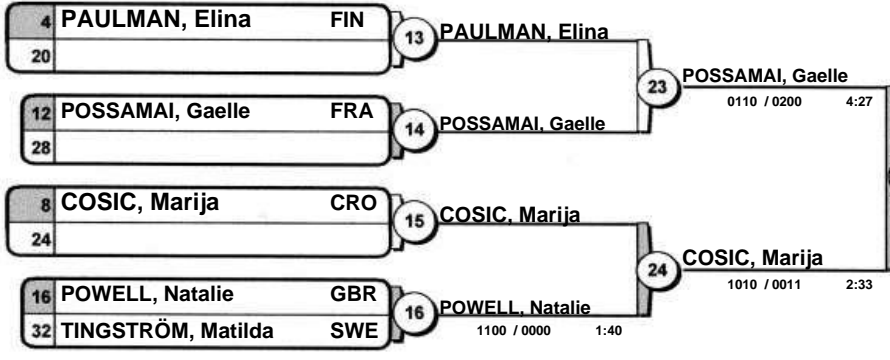 4 PAULMAN, Elina FIN
20
13 PAULMAN, Elina
12 POSSAMAI, Gaelle FRA
28
14 POSSAMAI, Gaelle
23 POSSAMAI, Gaelle
0110 / 0200 4:27
8 COSIC, Marija CRO
24
15 COSIC, Marija
16 POWELL, Natalie GBR
32 TINGSTRÖM, Matilda SWE
16 POWELL, Natalie
1100 / 0000 1:40
24 COSIC, Marija
1010 / 0011 2:33